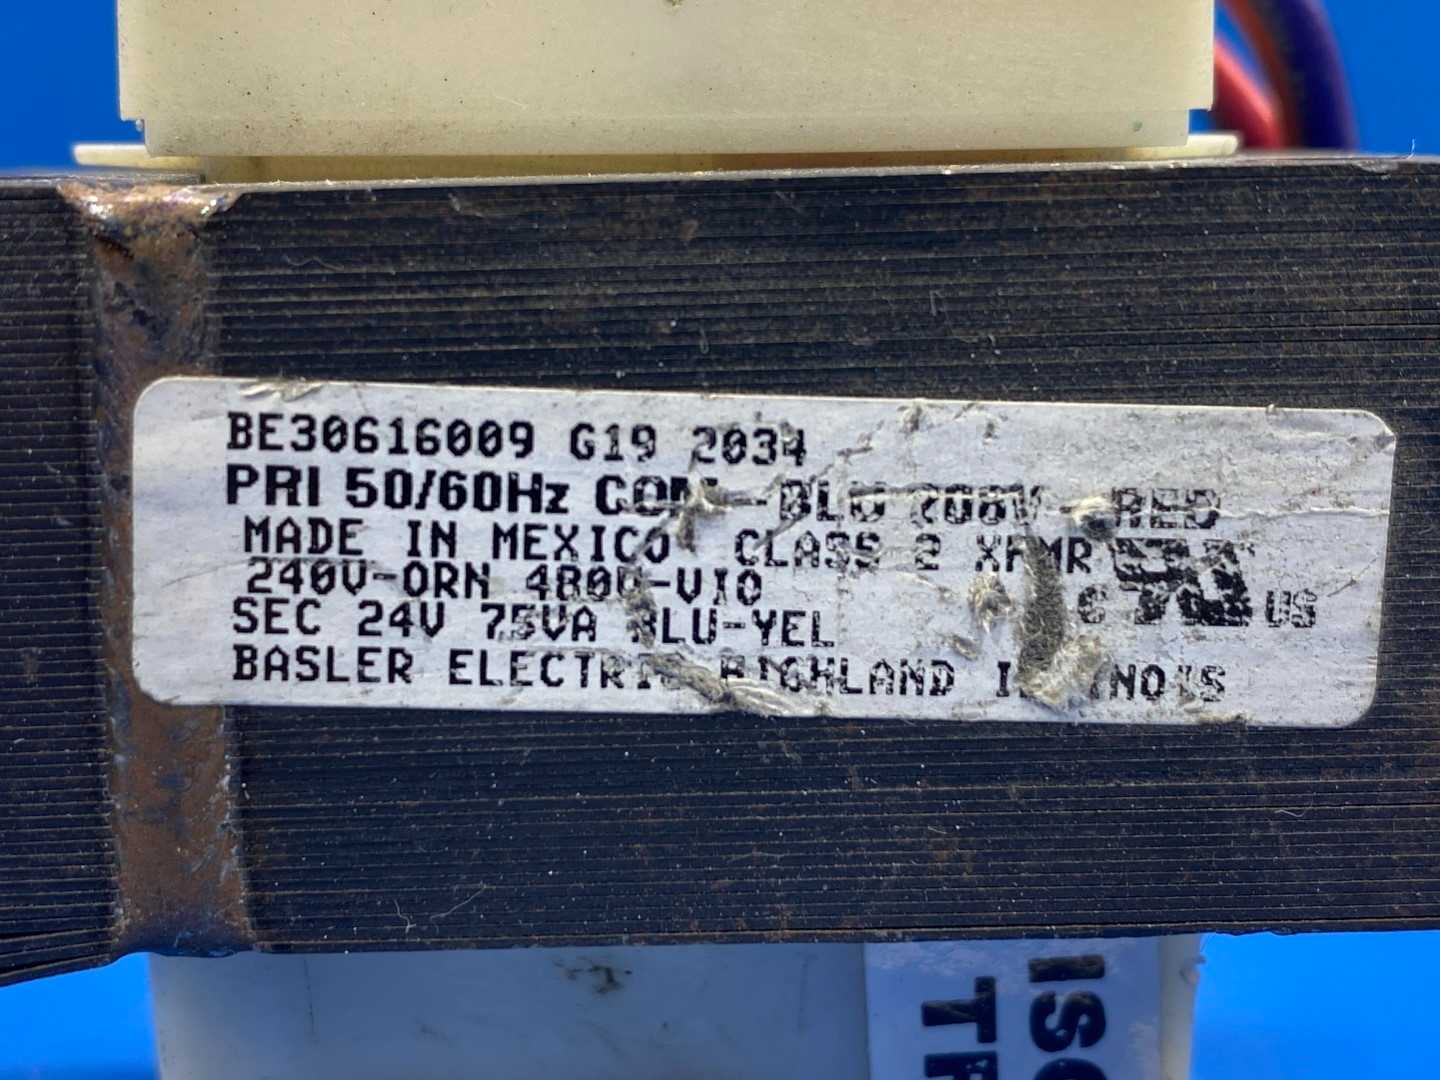 BE30616009 G19 2034
PRI 50/60Hz COM-BLU 208V-RED
MADE IN MEXICO CLASS 2 XFMR
240V-ORN 480V-VIO
C US
SEC 24V 75VA BLU-YEL
BASLER ELECTRIC HIGHLAND ILLINOIS